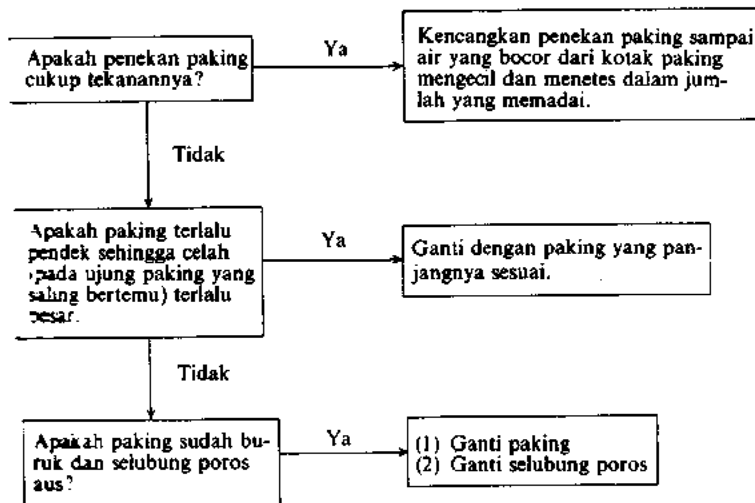 Apakah penekan paking
cukup tekanannya?
Ya
Kencangkan penekan paking sampai
air yang bocor dari kotak paking
mengecil dan menetes dalam jum-
lah yang memadai.
Tidak
Apakah paking terlalu
pendek sehingga celah
(pada ujung paking yang
saling bertemu) terlalu
besar.
Ya
Ganti dengan paking yang pan-
jangnya sesuai.
Tidak
Apakah paking sudah bu-
ruk dan selubung poros
aus?
Ya
(1) Ganti paking
(2) Ganti selubung poros